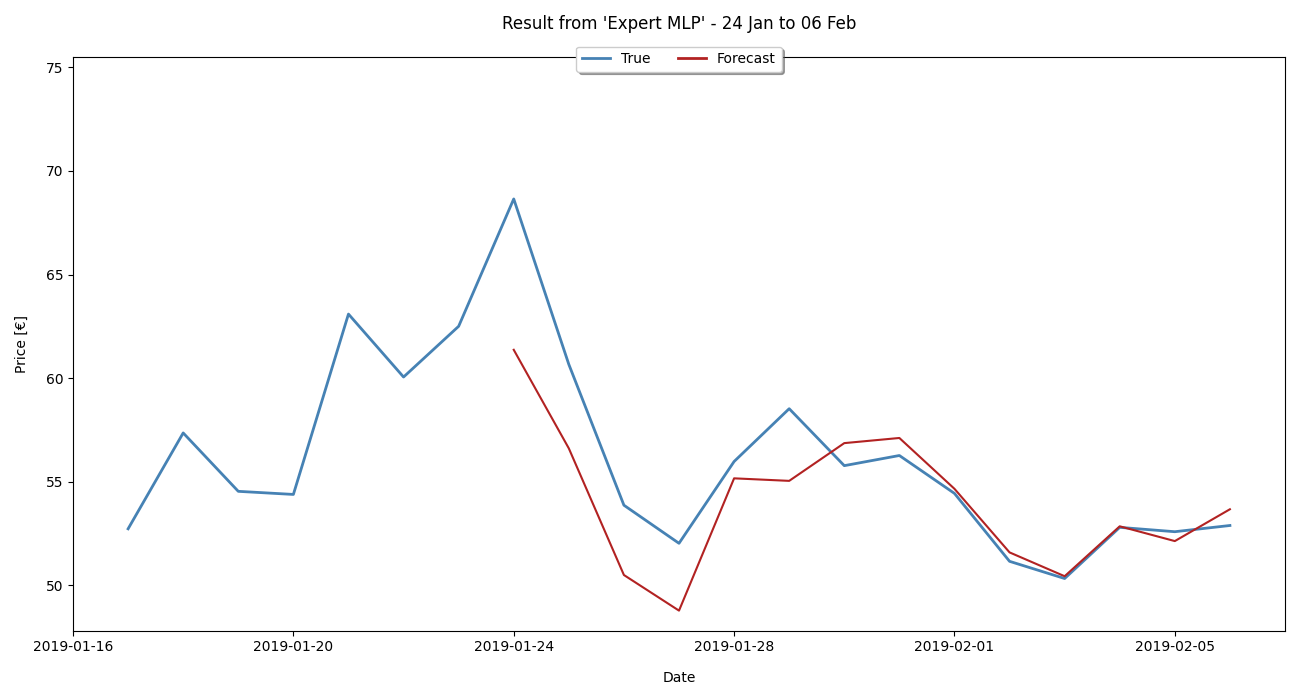 Result from 'Expert MLP' - 24 Jan to 06 Feb
True Forecast
75
70
65
60
55
50
Price [€]
2019-01-16 2019-01-20 2019-01-24 2019-01-28 2019-02-01 2019-02-05
Date